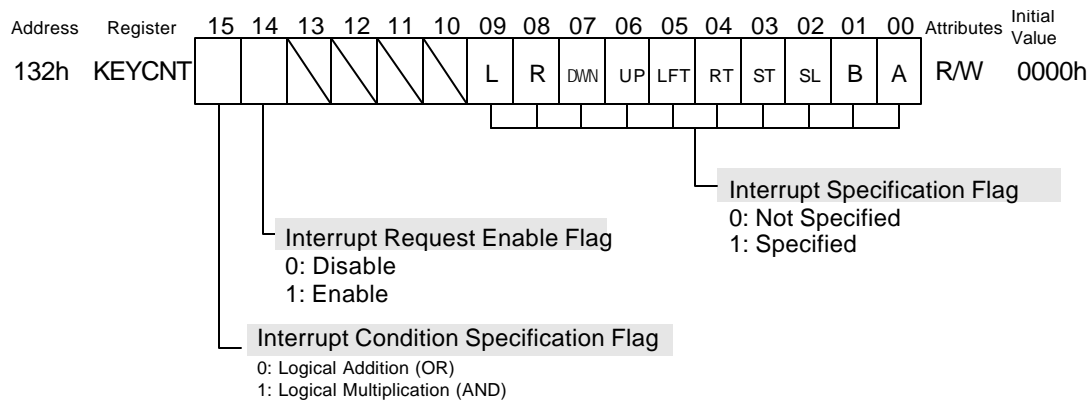 Address Register 15 14 13 12 11 10 09 08 07 06 05 04 03 02 01 00 Attributes Initial Value
132h KEYCNT L R DWN UP LFT RT ST SL B A R/W 0000h
Interrupt Specification Flag
0: Not Specified
1: Specified
Interrupt Request Enable Flag
0: Disable
1: Enable
Interrupt Condition Specification Flag
0: Logical Addition (OR)
1: Logical Multiplication (AND)